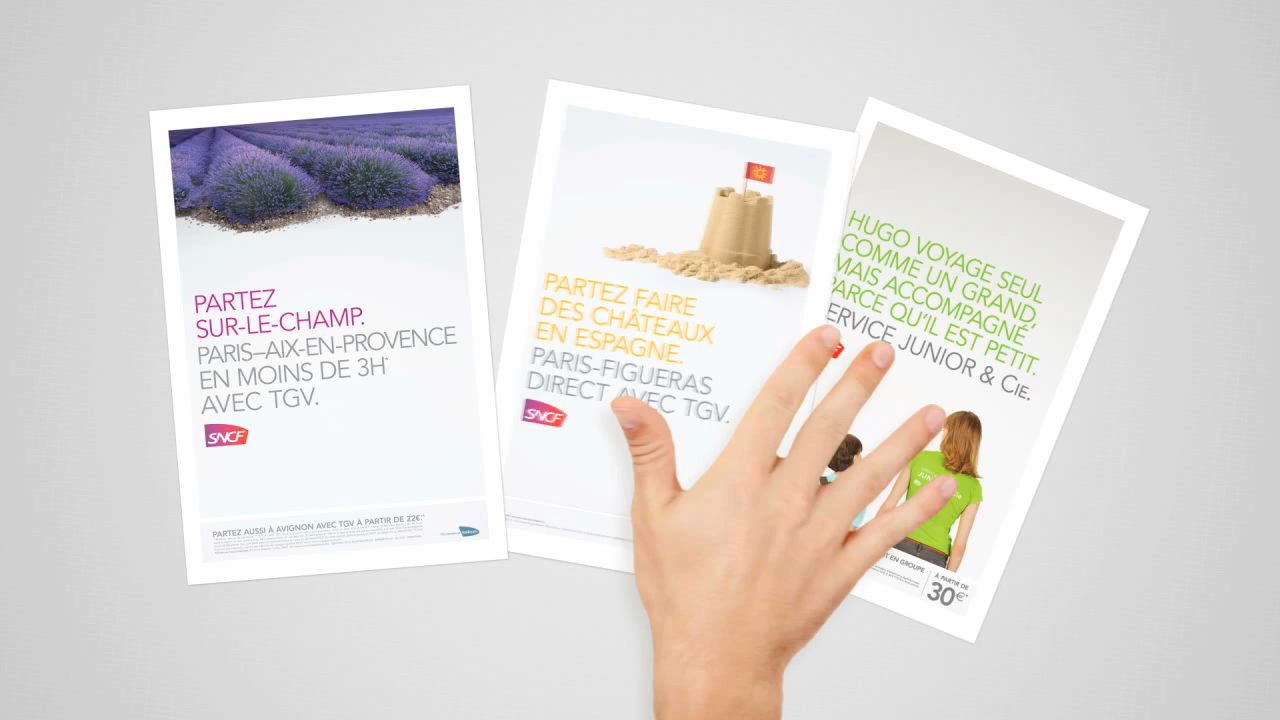 PARTEZ
SUR-LE-CHAMP.
PARIS–AIX-EN-PROVENCE
EN MOINS DE 3H*
AVEC TGV.
SNCF
PARTEZ AUSSI À AVIGNON AVEC TGV À PARTIR DE 22€.**
PARTEZ FAIRE
DES CHÂTEAUX
EN ESPAGNE.
PARIS-FIGUERAS
DIRECT AVEC TGV.
SNCF
HUGO VOYAGE SEUL
COMME UN GRAND,
MAIS ACCOMPAGNÉ,
PARCE QU'IL EST PETIT.
ERVICE JUNIOR & CIE.
EN GROUPE
À PARTIR DE
30€*